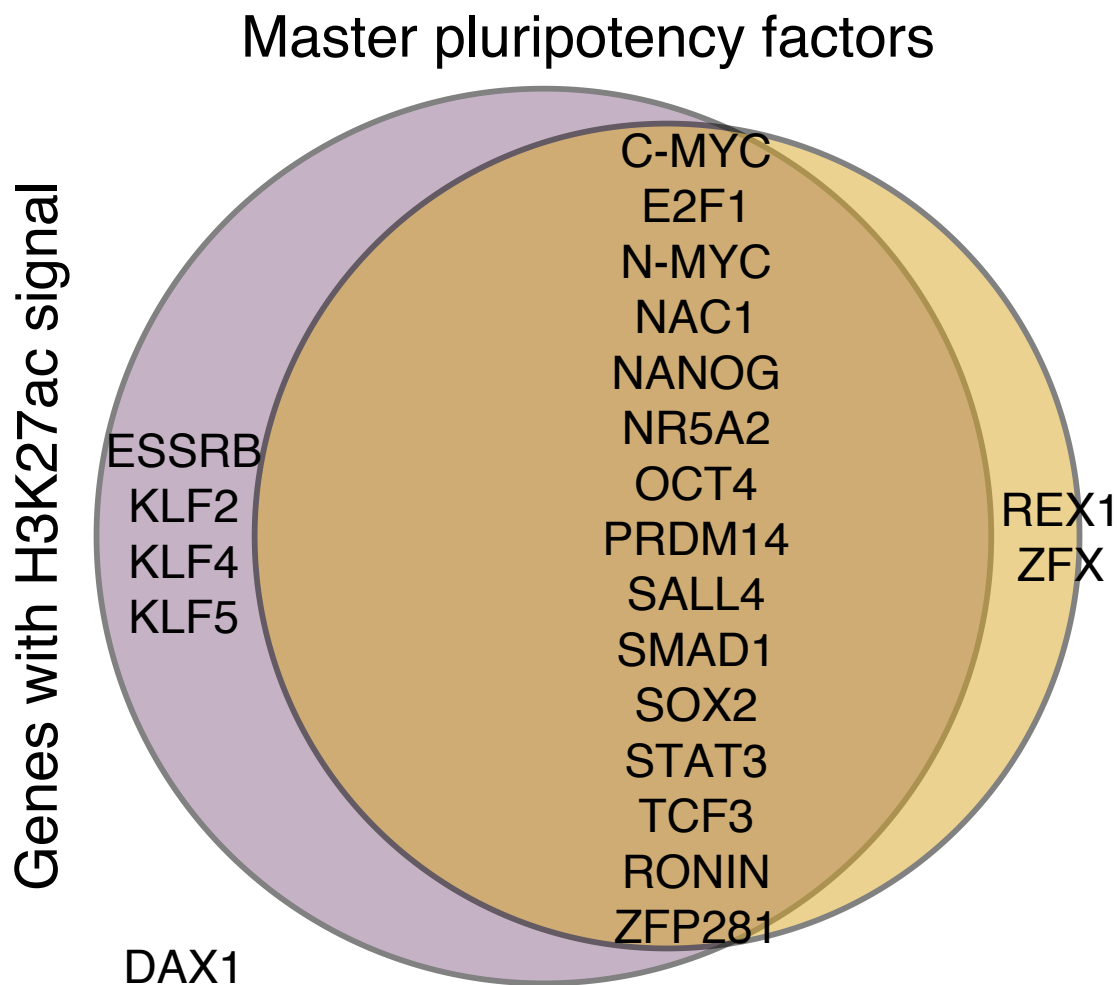 Master pluripotency factors
Genes with H3K27ac signal
ESSRB
KLF2
KLF4
KLF5
C-MYC
E2F1
N-MYC
NAC1
NANOG
NR5A2
OCT4
PRDM14
SALL4
SMAD1
SOX2
STAT3
TCF3
RONIN
ZFP281
REX1
ZFX
DAX1